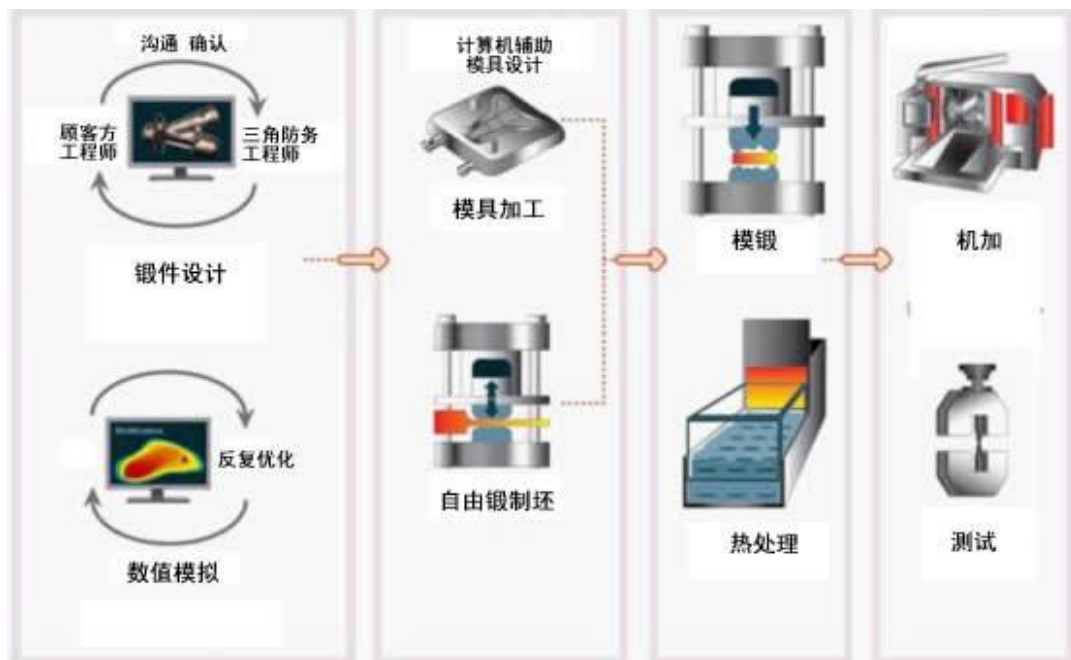 沟通 确认
顾客方
工程师
三角防务
工程师
锻件设计
反复优化
数值模拟
计算机辅助
模具设计
模具加工
自由锻制坯
模锻
热处理
机加
测试